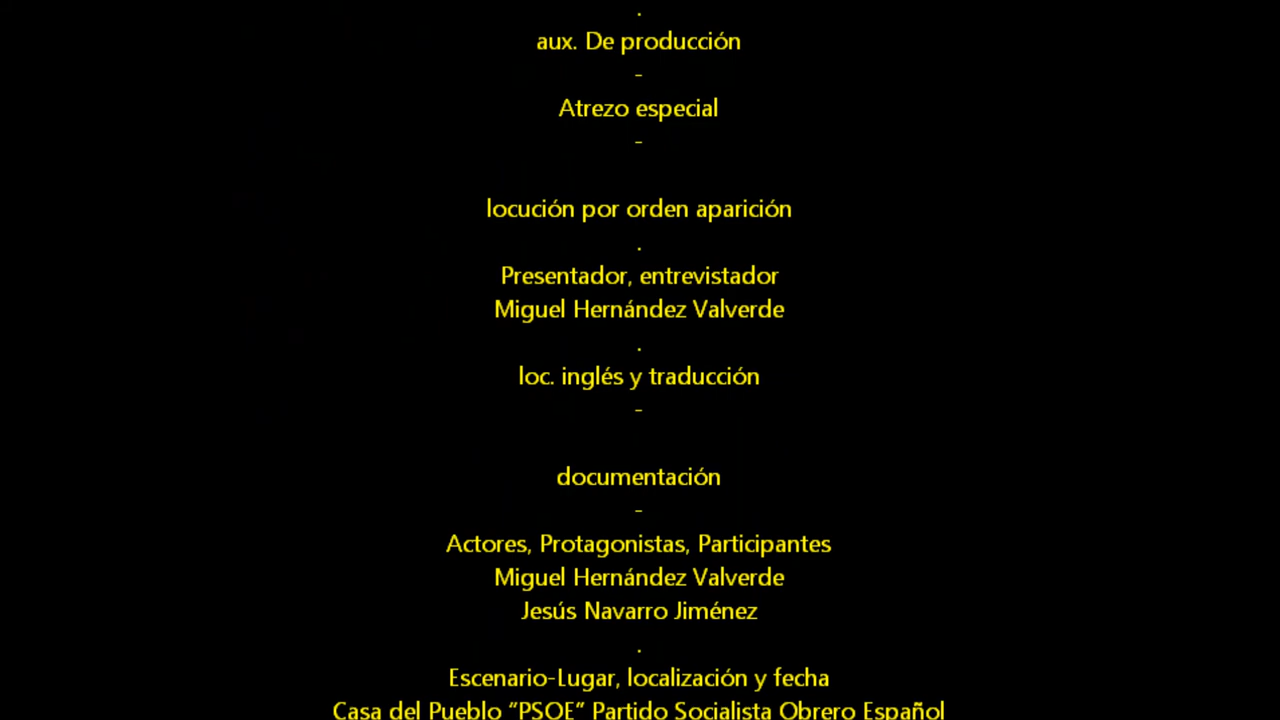 .
aux. De producción
-
Atrezo especial
-
locución por orden aparición
.
Presentador, entrevistador
Miguel Hernández Valverde
.
loc. inglés y traducción
-
documentación
-
Actores, Protagonistas, Participantes
Miguel Hernández Valverde
Jesús Navarro Jiménez
.
Escenario-Lugar, localización y fecha
Casa del Pueblo “PSOE” Partido Socialista Obrero Español